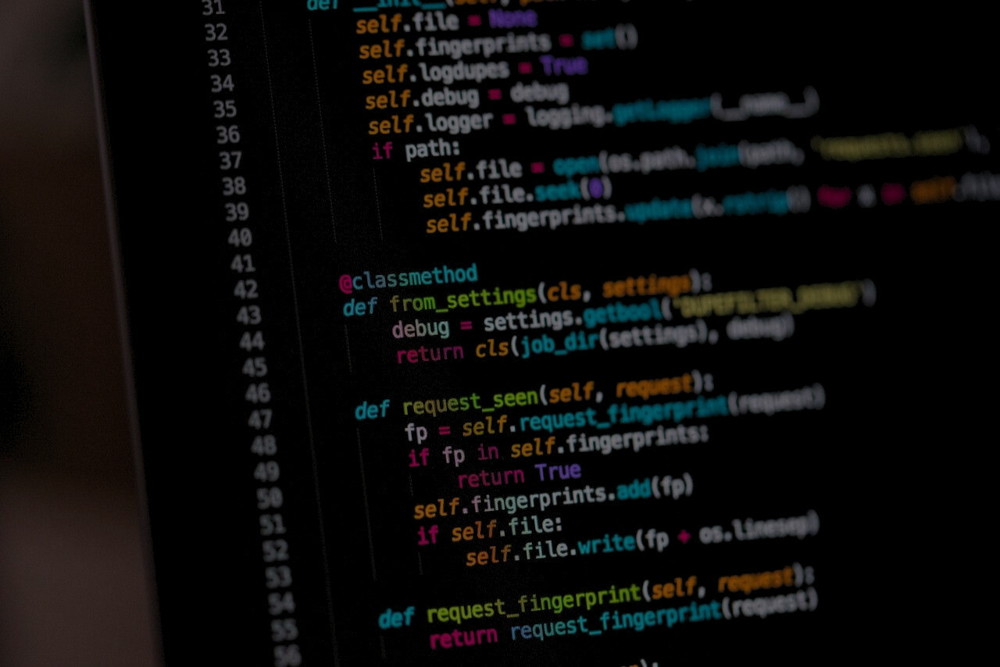 31 def __init__(self,
32 self.file = None
33 self.fingerprints = set()
34 self.logdupes = True
35 self.debug = debug
36 self.logger = logging.getLogger(__name__)
37 if path:
38 self.file = open(os.path.join(path, 'requests.seen'),
39 self.file.seek(0)
40 self.fingerprints.update(x.rstrip() for x in self.file
41
42 @classmethod
43 def from_settings(cls, settings):
44 debug = settings.getbool('DUPEFILTER_DEBUG')
45 return cls(job_dir(settings), debug)
46
47 def request_seen(self, request):
48 fp = self.request_fingerprint(request)
49 if fp in self.fingerprints:
50 return True
51 self.fingerprints.add(fp)
52 if self.file:
53 self.file.write(fp + os.linesep)
54
55 def request_fingerprint(self, request):
56 return request_fingerprint(request)